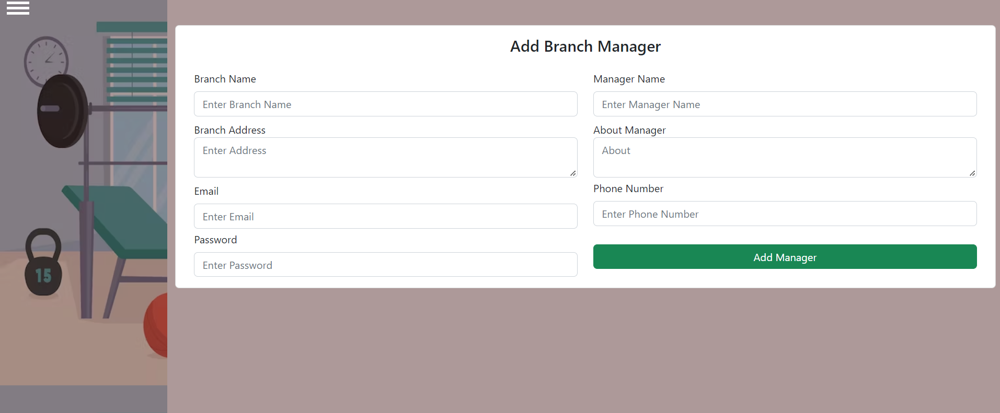 Add Branch Manager
Branch Name
Enter Branch Name
Manager Name
Enter Manager Name
Branch Address
Enter Address
About Manager
About
Email
Enter Email
Phone Number
Enter Phone Number
Password
Enter Password
Add Manager
15